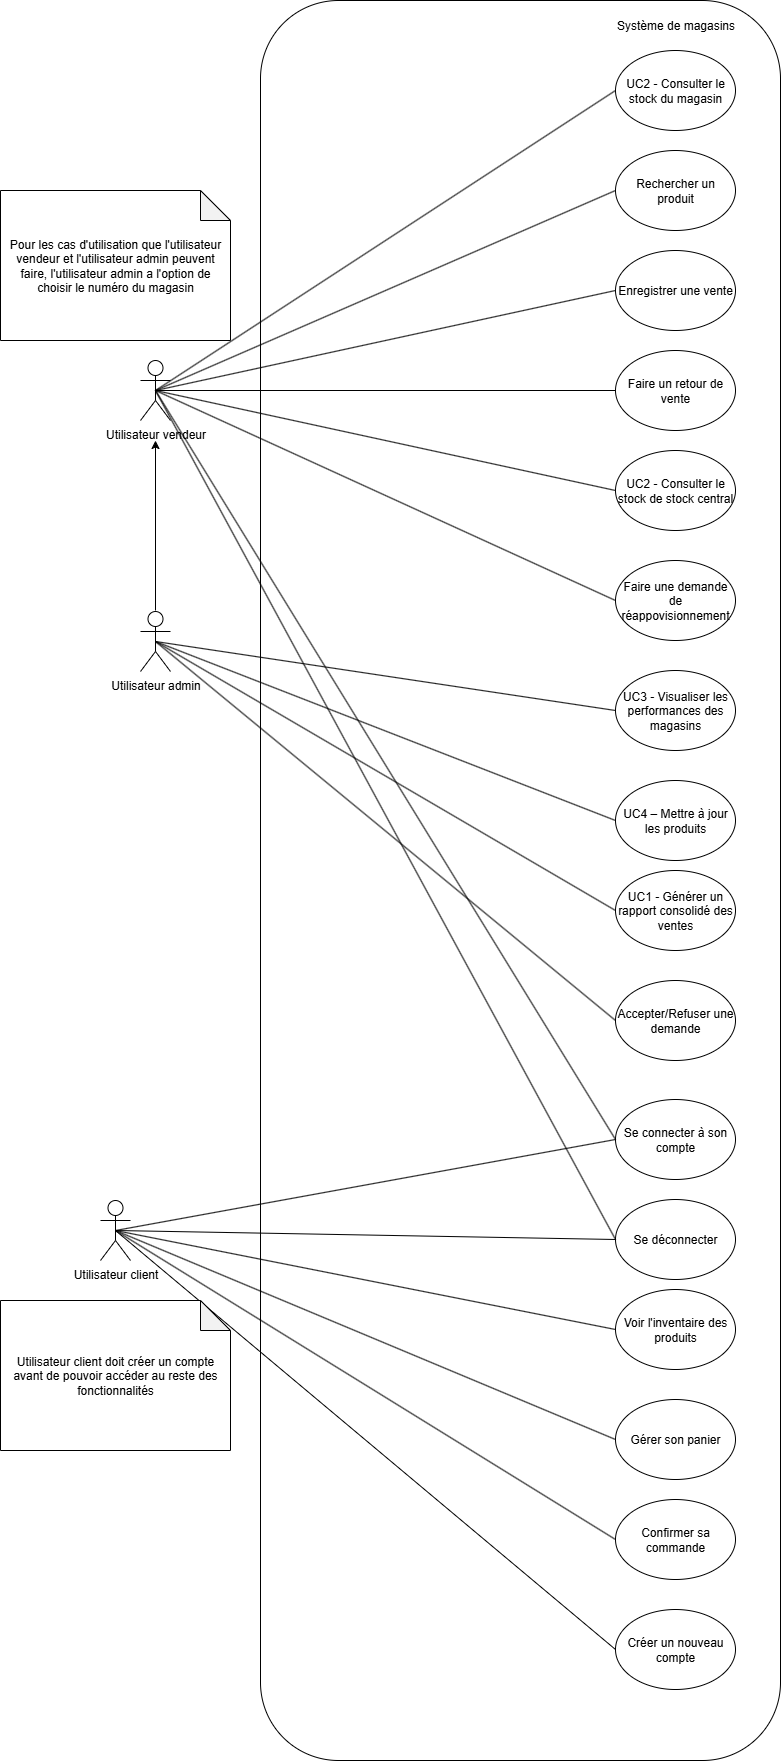 Système de magasins
UC2 - Consulter le
stock du magasin
Rechercher un
produit
Pour les cas d'utilisation que l'utilisateur
vendeur et l'utilisateur admin peuvent
faire, l'utilisateur admin a l'option de
choisir le numéro du magasin
Enregistrer une vente
Faire un retour de
vente
Utilisateur vendeur
UC2 - Consulter le
stock de stock central
Faire une demande
de
réappovisionnement
Utilisateur admin
UC3 - Visualiser les
performances des
magasins
UC4 – Mettre à jour
les produits
UC1 - Générer un
rapport consolidé des
ventes
Accepter/Refuser une
demande
Se connecter à son
compte
Se déconnecter
Utilisateur client
Voir l'inventaire des
produits
Utilisateur client doit créer un compte
avant de pouvoir accéder au reste des
fonctionnalités
Gérer son panier
Confirmer sa
commande
Créer un nouveau
compte